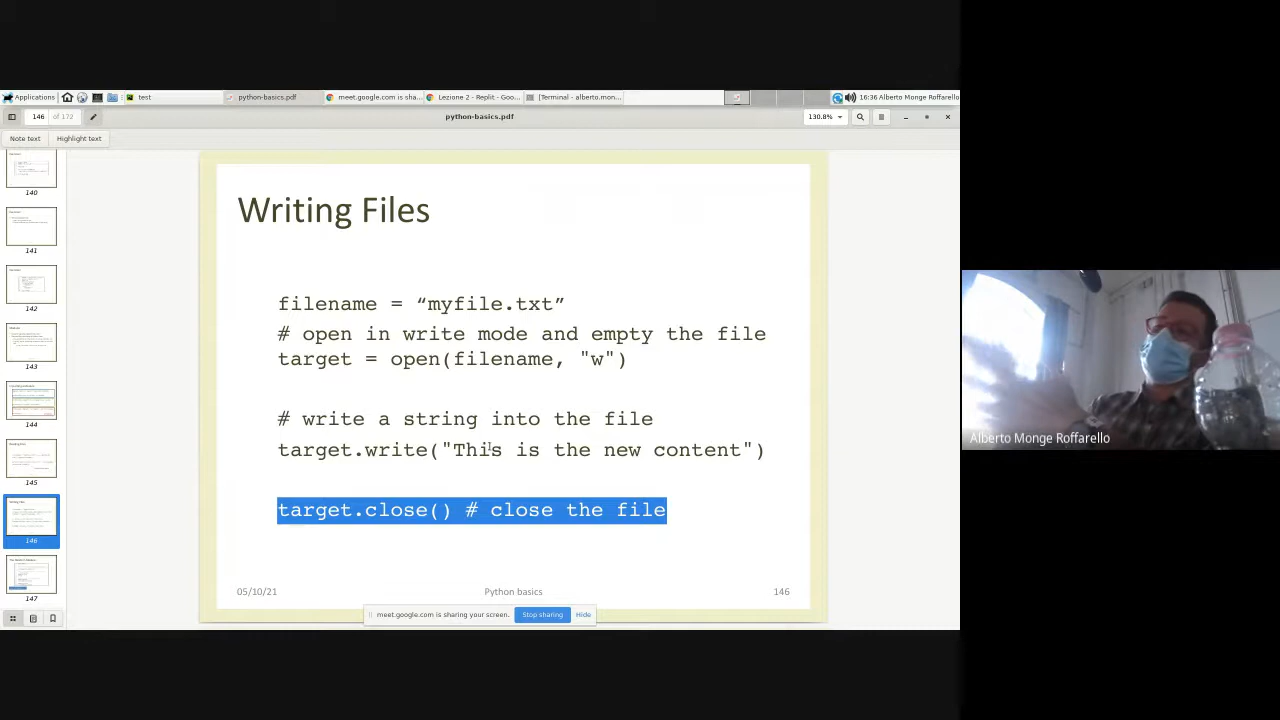 Applications
test
python-basics.pdf
meet.google.com is sha...
Lezione 2 - Replit - Goo...
[Terminal - alberto.mon...
16:36 Alberto Monge Roffarello
146 of 172
python-basics.pdf
130.8%
Note text
Highlight text
140
141
142
143
144
145
146
147
Writing Files
filename = “myfile.txt”
# open in write mode and empty the file
target = open(filename, "w")
# write a string into the file
target.write("This is the new content")
target.close() # close the file
05/10/21
Python basics
146
meet.google.com is sharing your screen.
Stop sharing
Hide
Alberto Monge Roffarello